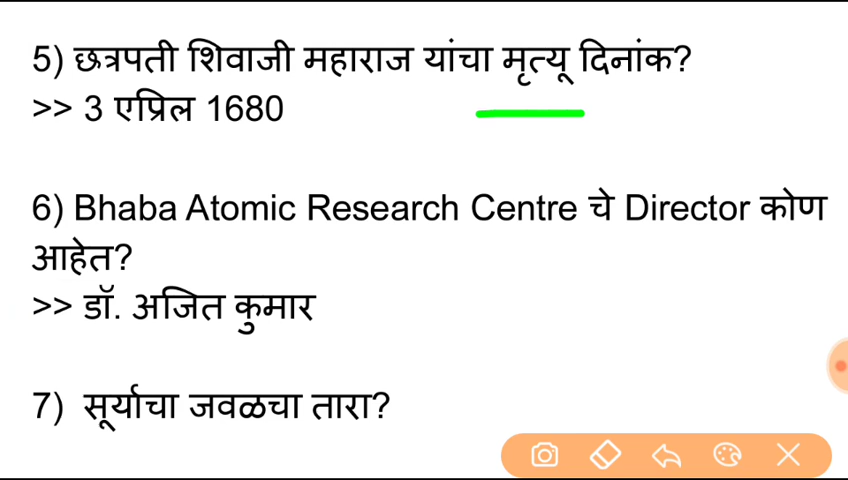 5) छत्रपती शिवाजी महाराज यांचा मृत्यू दिनांक?
>> 3 एप्रिल 1680
6) Bhaba Atomic Research Centre चे Director कोण
आहेत?
>> डॉ. अजित कुमार
7) सूर्याचा जवळचा तारा?